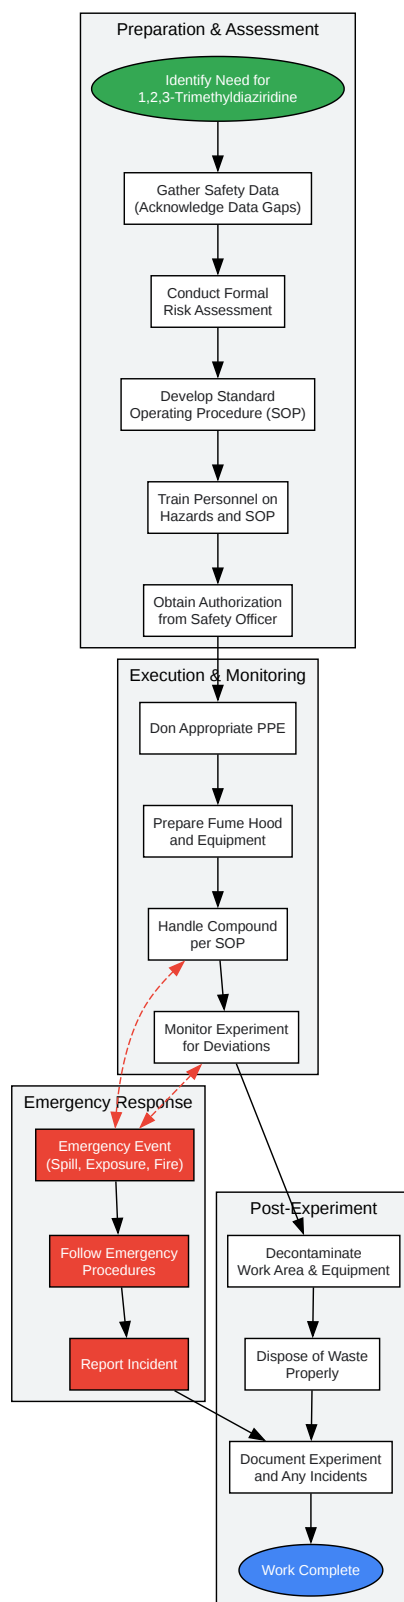 Preparation & Assessment
Identify Need for
1,2,3-Trimethyldiaziridine
Gather Safety Data
(Acknowledge Data Gaps)
Conduct Formal
Risk Assessment
Develop Standard
Operating Procedure (SOP)
Train Personnel on
Hazards and SOP
Obtain Authorization
from Safety Officer
Execution & Monitoring
Don Appropriate PPE
Prepare Fume Hood
and Equipment
Handle Compound
per SOP
Monitor Experiment
for Deviations
Emergency Response
Emergency Event
(Spill, Exposure, Fire)
Follow Emergency
Procedures
Report Incident
Post-Experiment
Decontaminate
Work Area & Equipment
Dispose of Waste
Properly
Document Experiment
and Any Incidents
Work Complete